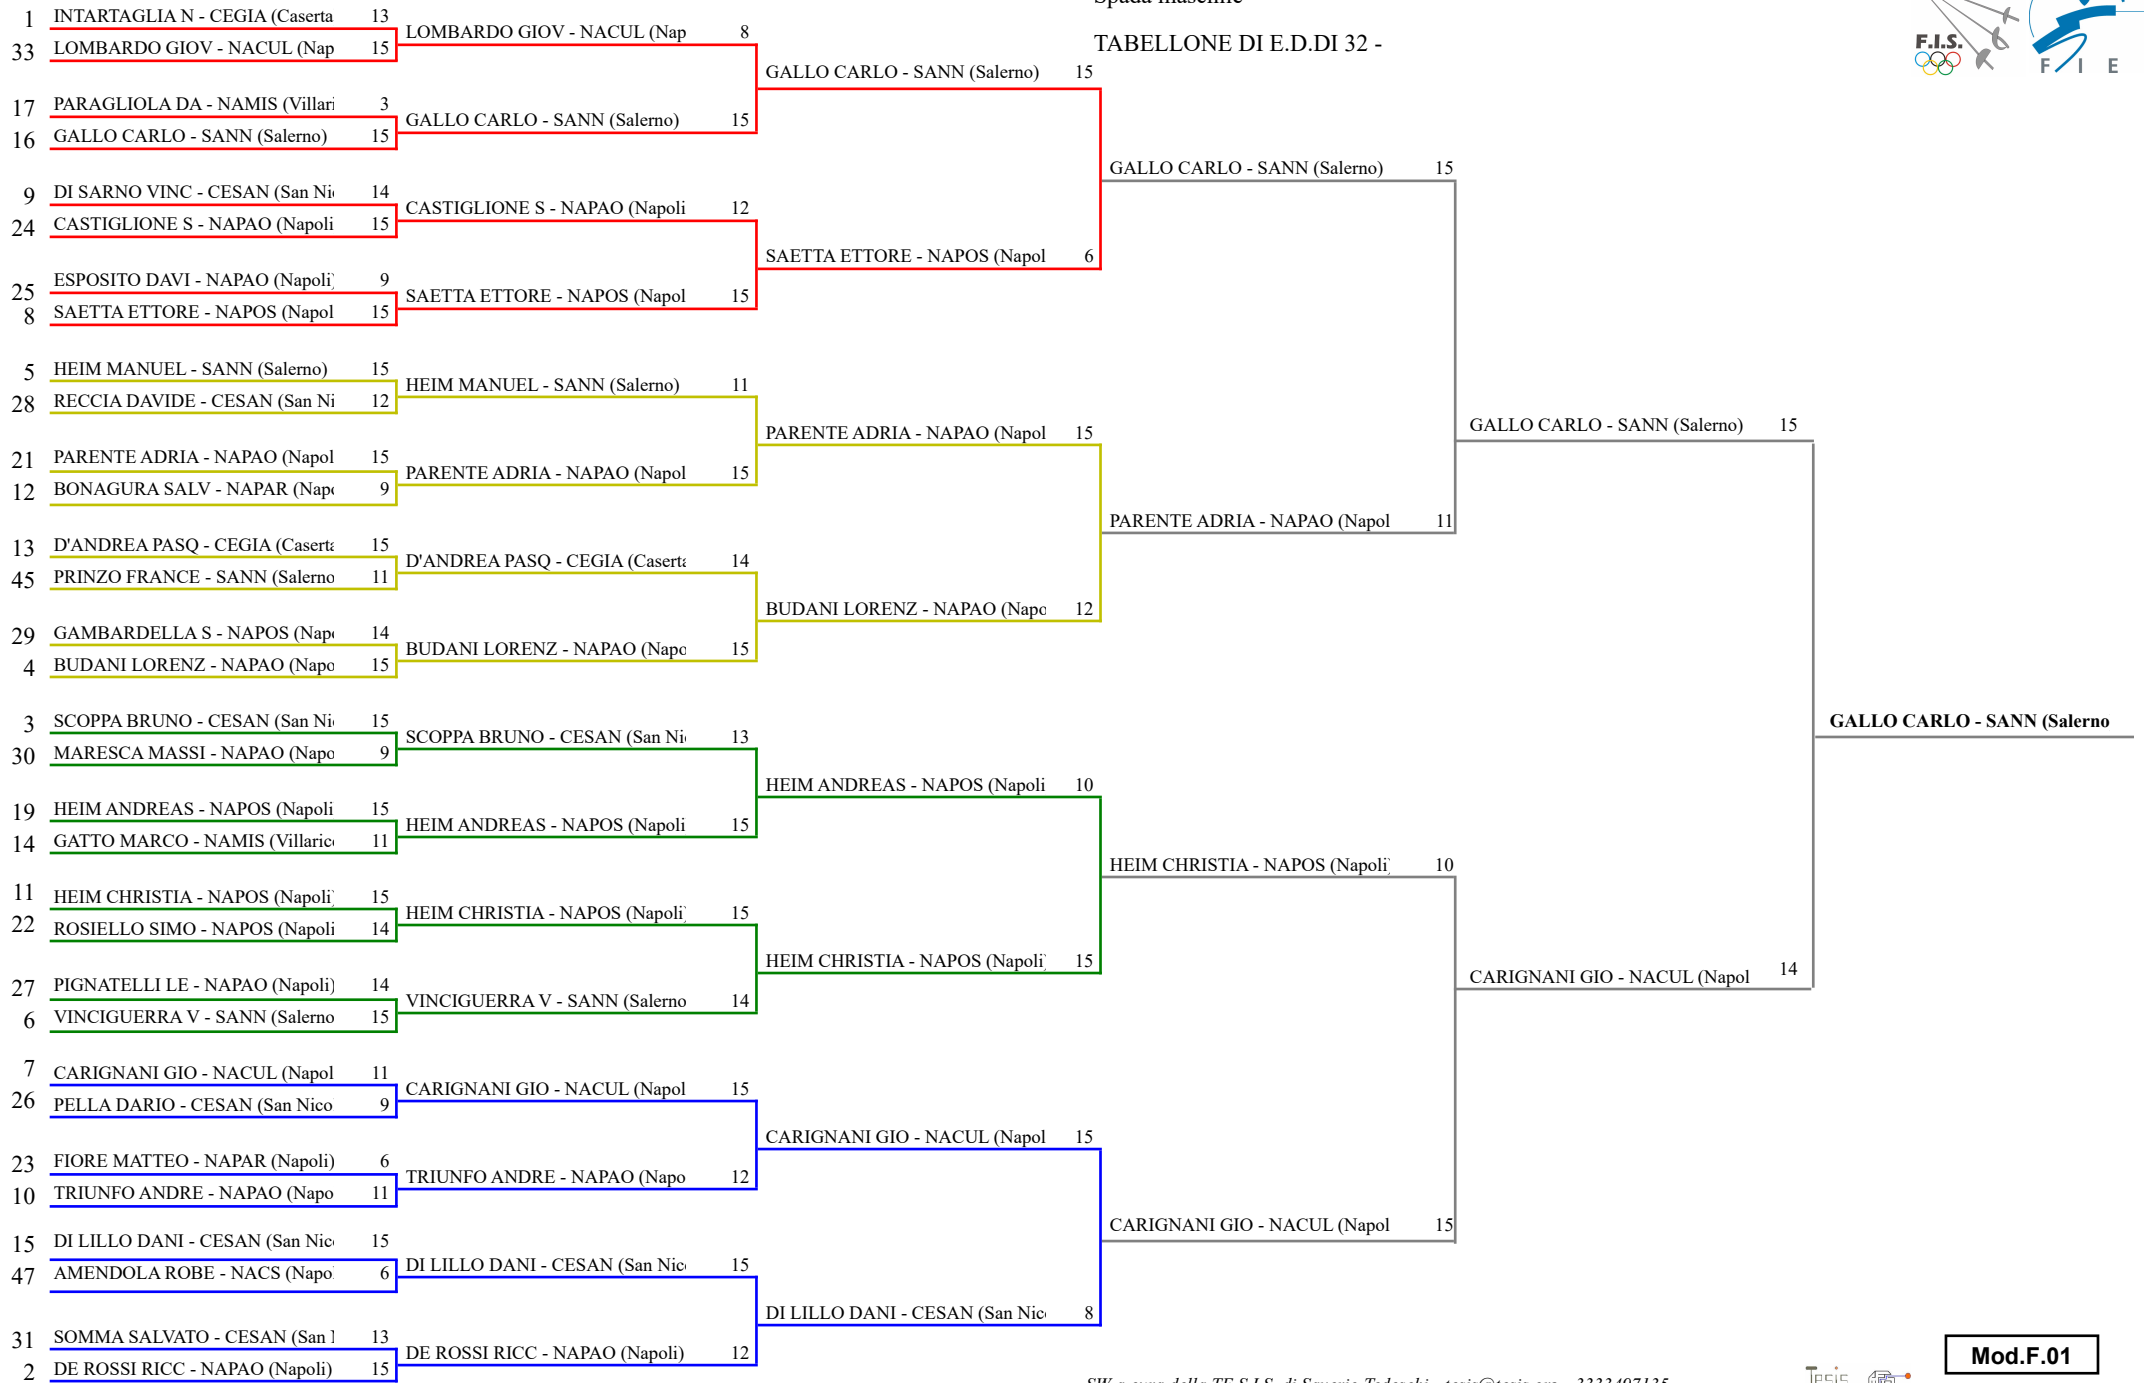 TABELLONE DI E.D.DI 32 -
F.I.S.
F I E
1 INTARTAGLIA N - CEGIA (Caserta 13
33 LOMBARDO GIOV - NACUL (Nap 15
17 PARAGLIOLA DA - NAMIS (Villari 3
16 GALLO CARLO - SANN (Salerno) 15
9 DI SARNO VINC - CESAN (San Ni 14
24 CASTIGLIONE S - NAPAO (Napoli 15
25 ESPOSITO DAVI - NAPAO (Napoli) 9
8 SAETTA ETTORE - NAPOS (Napol 15
5 HEIM MANUEL - SANN (Salerno) 15
28 RECCIA DAVIDE - CESAN (San Ni 12
21 PARENTE ADRIA - NAPAO (Napol 15
12 BONAGURA SALV - NAPAR (Napo 9
13 D'ANDREA PASQ - CEGIA (Caserta 15
45 PRINZO FRANCE - SANN (Salerno 11
29 GAMBARDELLA S - NAPOS (Napo 14
4 BUDANI LORENZ - NAPAO (Napo 15
3 SCOPPA BRUNO - CESAN (San Ni 15
30 MARESCA MASSI - NAPAO (Napo 9
19 HEIM ANDREAS - NAPOS (Napoli 15
14 GATTO MARCO - NAMIS (Villaric 11
11 HEIM CHRISTIA - NAPOS (Napoli) 15
22 ROSIELLO SIMO - NAPOS (Napoli 14
27 PIGNATELLI LE - NAPAO (Napoli) 14
6 VINCIGUERRA V - SANN (Salerno 15
7 CARIGNANI GIO - NACUL (Napol 11
26 PELLA DARIO - CESAN (San Nico 9
23 FIORE MATTEO - NAPAR (Napoli) 6
10 TRIUNFO ANDRE - NAPAO (Napo 11
15 DI LILLO DANI - CESAN (San Nic 15
47 AMENDOLA ROBE - NACS (Napo 6
31 SOMMA SALVATO - CESAN (San 13
2 DE ROSSI RICC - NAPAO (Napoli) 15
LOMBARDO GIOV - NACUL (Nap 8
GALLO CARLO - SANN (Salerno) 15
CASTIGLIONE S - NAPAO (Napoli 12
SAETTA ETTORE - NAPOS (Napol 15
HEIM MANUEL - SANN (Salerno) 11
PARENTE ADRIA - NAPAO (Napol 15
D'ANDREA PASQ - CEGIA (Caserta 14
BUDANI LORENZ - NAPAO (Napo 15
SCOPPA BRUNO - CESAN (San Ni 13
HEIM ANDREAS - NAPOS (Napoli 15
HEIM CHRISTIA - NAPOS (Napoli) 15
VINCIGUERRA V - SANN (Salerno 14
CARIGNANI GIO - NACUL (Napol 15
TRIUNFO ANDRE - NAPAO (Napo 12
DI LILLO DANI - CESAN (San Nic 15
DE ROSSI RICC - NAPAO (Napoli) 12
GALLO CARLO - SANN (Salerno) 15
SAETTA ETTORE - NAPOS (Napol 6
PARENTE ADRIA - NAPAO (Napol 15
BUDANI LORENZ - NAPAO (Napo 12
HEIM ANDREAS - NAPOS (Napoli 10
HEIM CHRISTIA - NAPOS (Napoli) 15
CARIGNANI GIO - NACUL (Napol 15
DI LILLO DANI - CESAN (San Nic 8
GALLO CARLO - SANN (Salerno) 15
PARENTE ADRIA - NAPAO (Napol 11
HEIM CHRISTIA - NAPOS (Napoli) 10
CARIGNANI GIO - NACUL (Napol 15
GALLO CARLO - SANN (Salerno) 15
CARIGNANI GIO - NACUL (Napol 14
GALLO CARLO - SANN (Salerno
Mod.F.01